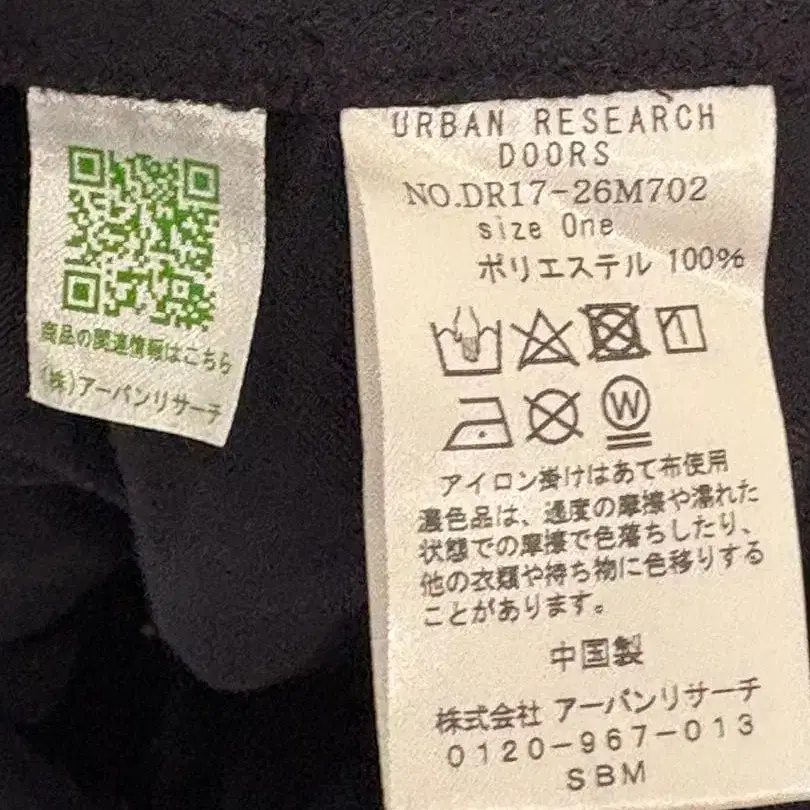 商品の関連情報はこちら
(株)アーバンリサーチ
URBAN RESEARCH
DOORS
NO.DR17-26M702
size One
ポリエステル 100%
W
アイロン掛けはあて布使用
濃色品は、過度の摩擦や濡れた
状態での摩擦で色落ちしたり、
他の衣類や持ち物に色移りする
ことがあります。
中国製
株式会社 アーバンリサーチ
0120-967-013
SBM